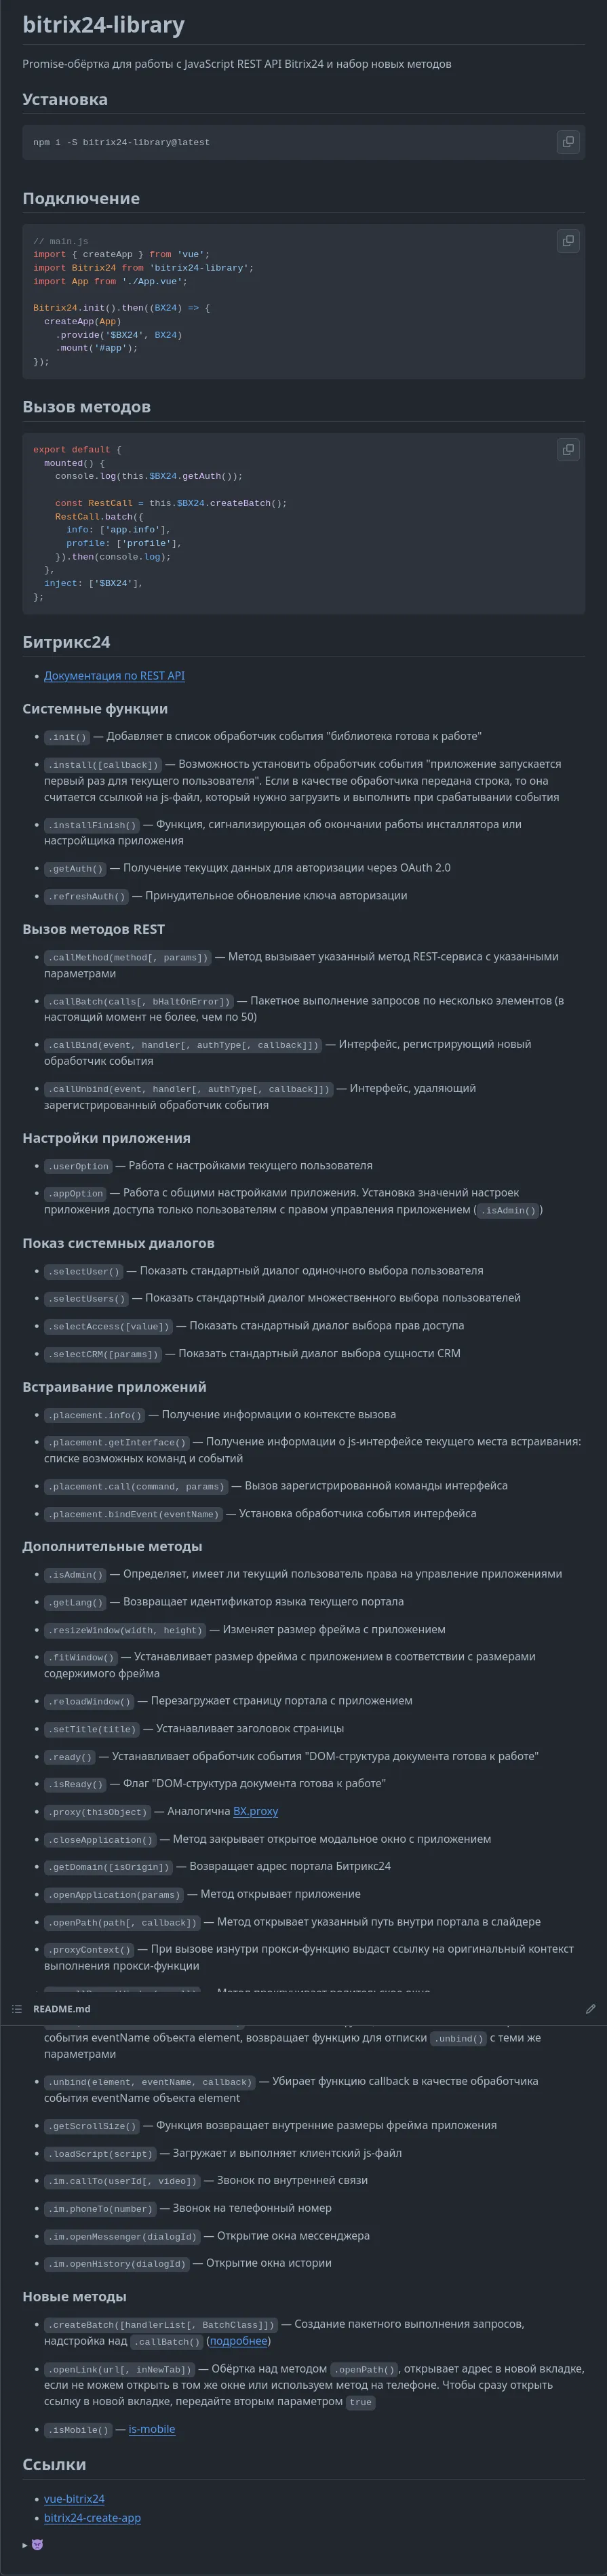 bitrix24-library
Promise-обёртка для работы с JavaScript REST API Bitrix24 и набор новых методов
Установка
npm i -S bitrix24-library@latest
Подключение
// main.js
import { createApp } from 'vue';
import Bitrix24 from 'bitrix24-library';
import App from './App.vue';
Bitrix24.init().then((BX24) => {
createApp(App)
.provide('$BX24', BX24)
.mount('#app');
});
Вызов методов
export default {
mounted() {
console.log(this.$BX24.getAuth());
const RestCall = this.$BX24.createBatch();
RestCall.batch({
info: ['app.info'],
profile: ['profile'],
}).then(console.log);
},
inject: ['$BX24'],
};
Битрикс24
• Документация по REST API
Системные функции
• .init() — Добавляет в список обработчик события "библиотека готова к работе"
• .install([callback]) — Возможность установить обработчик события "приложение запускается
первый раз для текущего пользователя". Если в качестве обработчика передана строка, то она
считается ссылкой на js-файл, который нужно загрузить и выполнить при срабатывании события
• .installFinish() — Функция, сигнализирующая об окончании работы инсталлятора или
настройщика приложения
• .getAuth() — Получение текущих данных для авторизации через OAuth 2.0
• .refreshAuth() — Принудительное обновление ключа авторизации
Вызов методов REST
• .callMethod(method[, params]) — Метод вызывает указанный метод REST-сервиса с указанными
параметрами
• .callBatch(calls[, bHaltOnError]) — Пакетное выполнение запросов по несколько элементов (в
настоящий момент не более, чем по 50)
• .callBind(event, handler[, authType[, callback]]) — Интерфейс, регистрирующий новый
обработчик события
• .callUnbind(event, handler[, authType[, callback]]) — Интерфейс, удаляющий
зарегистрированный обработчик события
Настройки приложения
• .userOption — Работа с настройками текущего пользователя
• .appOption — Работа с общими настройками приложения. Установка значений настроек
приложения доступа только пользователям с правом управления приложением (.isAdmin())
Показ системных диалогов
• .selectUser() — Показать стандартный диалог одиночного выбора пользователя
• .selectUsers() — Показать стандартный диалог множественного выбора пользователей
• .selectAccess([value]) — Показать стандартный диалог выбора прав доступа
• .selectCRM([params]) — Показать стандартный диалог выбора сущности CRM
Встраивание приложений
• .placement.info() — Получение информации о контексте вызова
• .placement.getInterface() — Получение информации о js-интерфейсе текущего места встраивания:
списке возможных команд и событий
• .placement.call(command, params) — Вызов зарегистрированной команды интерфейса
• .placement.bindEvent(eventName) — Установка обработчика события интерфейса
Дополнительные методы
• .isAdmin() — Определяет, имеет ли текущий пользователь права на управление приложениями
• .getLang() — Возвращает идентификатор языка текущего портала
• .resizeWindow(width, height) — Изменяет размер фрейма с приложением
• .fitWindow() — Устанавливает размер фрейма с приложением в соответствии с размерами
содержимого фрейма
• .reloadWindow() — Перезагружает страницу портала с приложением
• .setTitle(title) — Устанавливает заголовок страницы
• .ready() — Устанавливает обработчик события "DOM-структура документа готова к работе"
• .isReady() — Флаг "DOM-структура документа готова к работе"
• .proxy(thisObject) — Аналогична BX.proxy
• .closeApplication() — Метод закрывает открытое модальное окно с приложением
• .getDomain([isOrigin]) — Возвращает адрес портала Битрикс24
• .openApplication(params) — Метод открывает приложение
• .openPath(path[, callback]) — Метод открывает указанный путь внутри портала в слайдере
• .proxyContext() — При вызове изнутри прокси-функцию выдаст ссылку на оригинальный контекст
выполнения прокси-функции
README.md
события eventName объекта element, возвращает функцию для отписки .unbind() с теми же
параметрами
• .unbind(element, eventName, callback) — Убирает функцию callback в качестве обработчика
события eventName объекта element
• .getScrollSize() — Функция возвращает внутренние размеры фрейма приложения
• .loadScript(script) — Загружает и выполняет клиентский js-файл
• .im.callTo(userId[, video]) — Звонок по внутренней связи
• .im.phoneTo(number) — Звонок на телефонный номер
• .im.openMessenger(dialogId) — Открытие окна мессенджера
• .im.openHistory(dialogId) — Открытие окна истории
Новые методы
• .createBatch([handlerList[, BatchClass]]) — Создание пакетного выполнения запросов,
надстройка над .callBatch() (подробнее)
• .openLink(url[, inNewTab]) — Обёртка над методом .openPath(), открывает адрес в новой вкладке,
если не можем открыть в том же окне или используем метод на телефоне. Чтобы сразу открыть
ссылку в новой вкладке, передайте вторым параметром true
• .isMobile() — is-mobile
Ссылки
• vue-bitrix24
• bitrix24-create-app